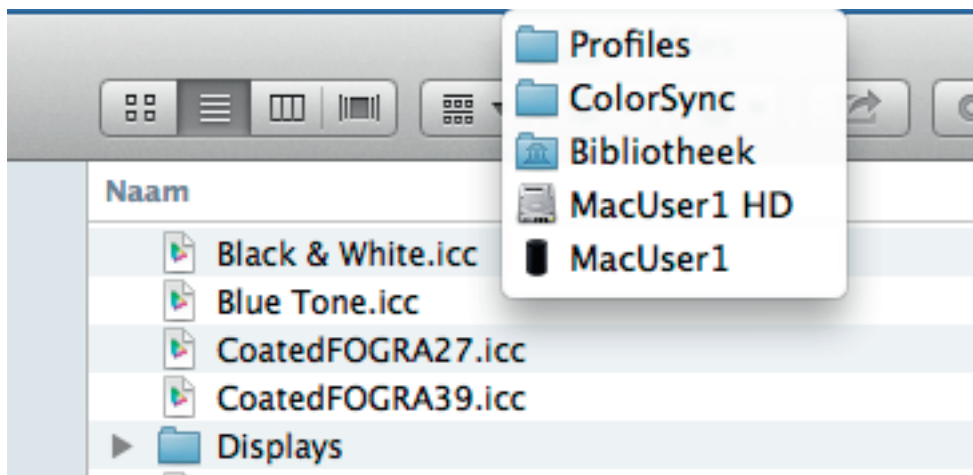 Profiles
ColorSync
Bibliotheek
MacUser1 HD
MacUser1
Naam
Black & White.icc
Blue Tone.icc
CoatedFOGRA27.icc
CoatedFOGRA39.icc
Displays